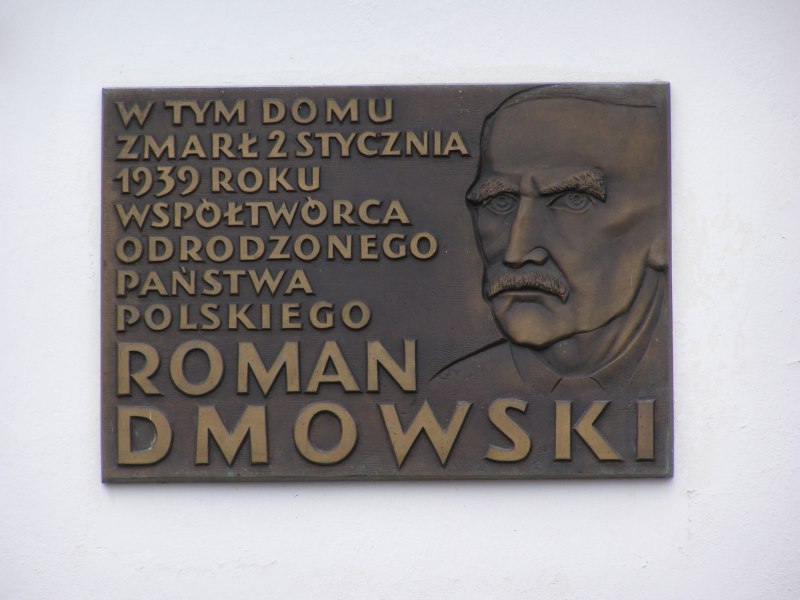 W TYM DOMU
ZMARŁ 2 STYCZNIA
1939 ROKU
WSPÓŁTWÓRCA
ODRODZONEGO
PAŃSTWA
POLSKIEGO
ROMAN
DMOWSKI